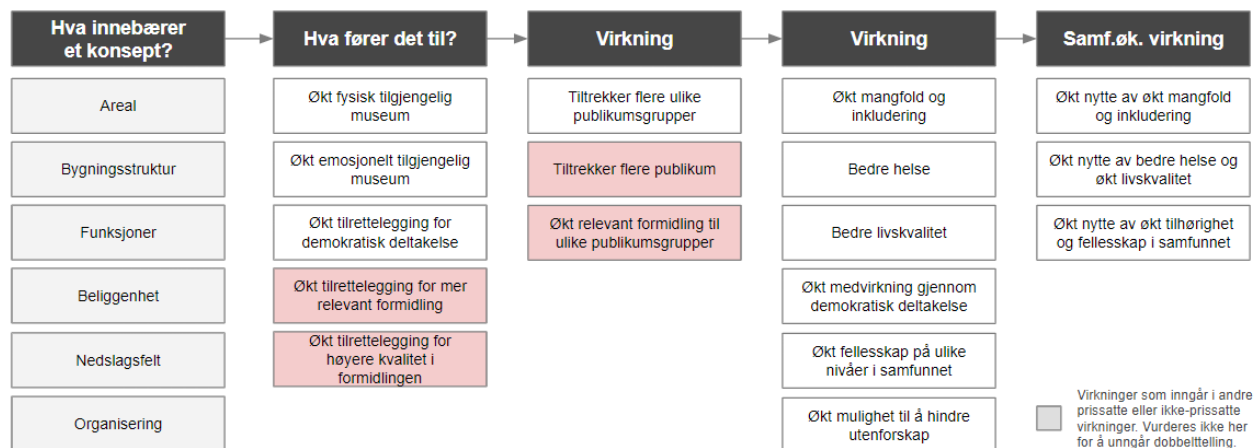 Hva innebærer
et konsept?
Hva fører det til?
Virkning
Virkning
Samf.øk. virkning
Areal
Bygningsstruktur
Funksjoner
Beliggenhet
Nedslagsfelt
Organisering
Økt fysisk tilgjengelig
museum
Økt emosjonelt tilgjengelig
museum
Økt tilrettelegging for
demokratisk deltakelse
Økt tilrettelegging for mer
relevant formidling
Økt tilrettelegging for
høyere kvalitet i
formidlingen
Tiltrekker flere ulike
publikumsgrupper
Tiltrekker flere publikum
Økt relevant formidling til
ulike publikumsgrupper
Økt mangfold og
inkludering
Bedre helse
Bedre livskvalitet
Økt medvirkning gjennom
demokratisk deltakelse
Økt fellesskap på ulike
nivåer i samfunnet
Økt mulighet til å hindre
utenforskap
Økt nytte av økt mangfold
og inkludering
Økt nytte av bedre helse og
økt livskvalitet
Økt nytte av økt tilhørighet
og fellesskap i samfunnet
Virkninger som inngår i andre
prissatte eller ikke-prissatte
virkninger. Vurderes ikke her
for å unngår dobbelttelling.